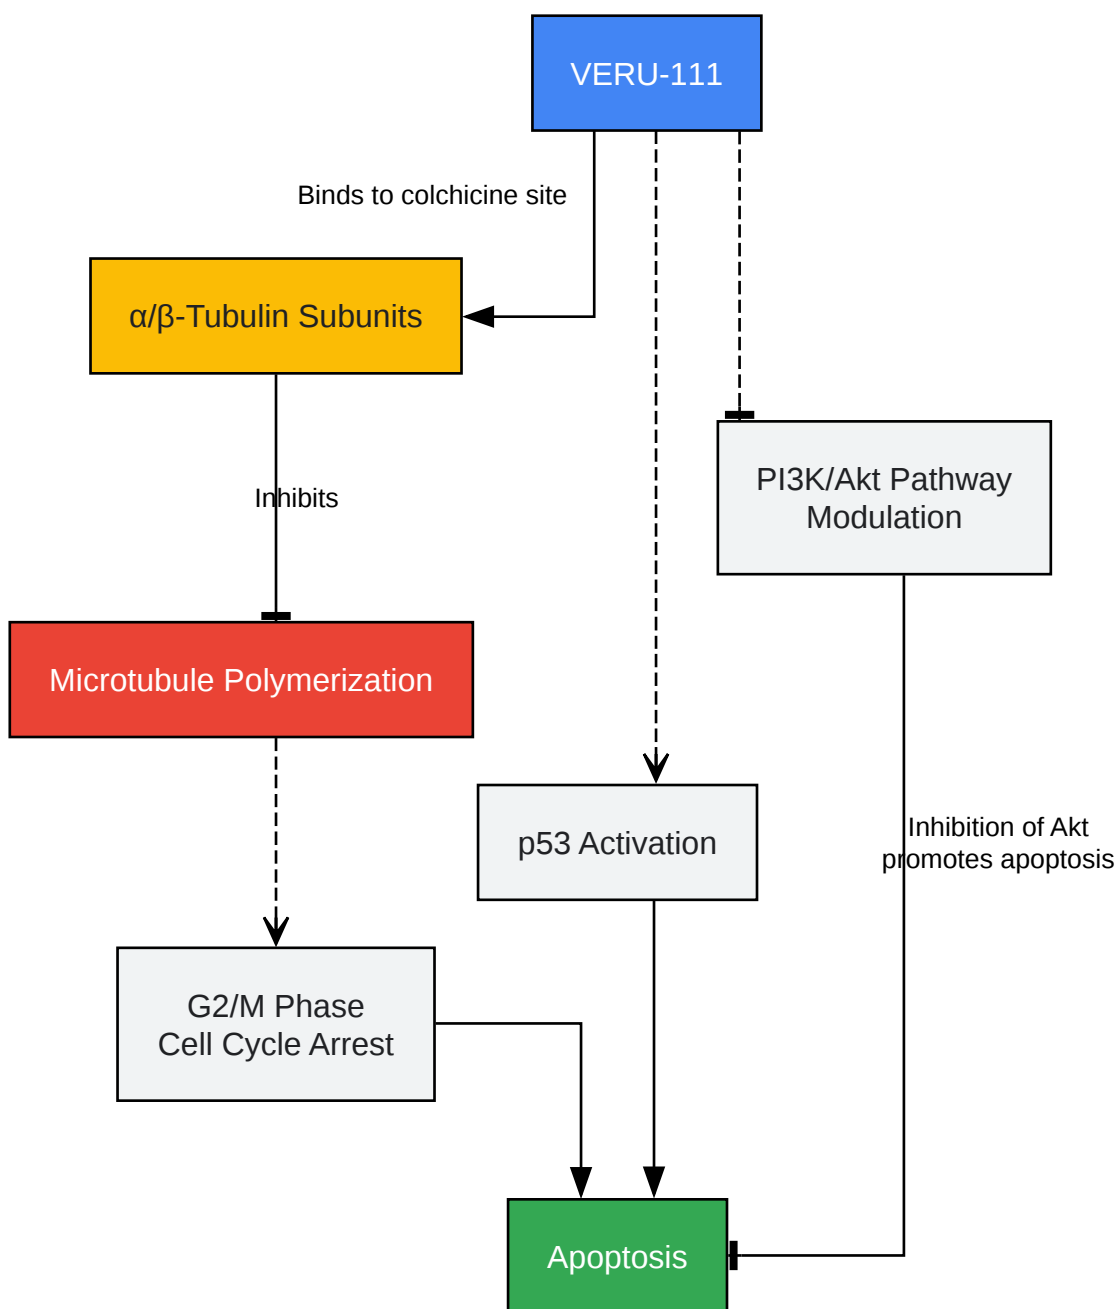 VERU-111
Binds to colchicine site
α/β-Tubulin Subunits
Inhibits
PI3K/Akt Pathway
Modulation
Microtubule Polymerization
p53 Activation
Inhibition of Akt
promotes apoptosis
G2/M Phase
Cell Cycle Arrest
Apoptosis